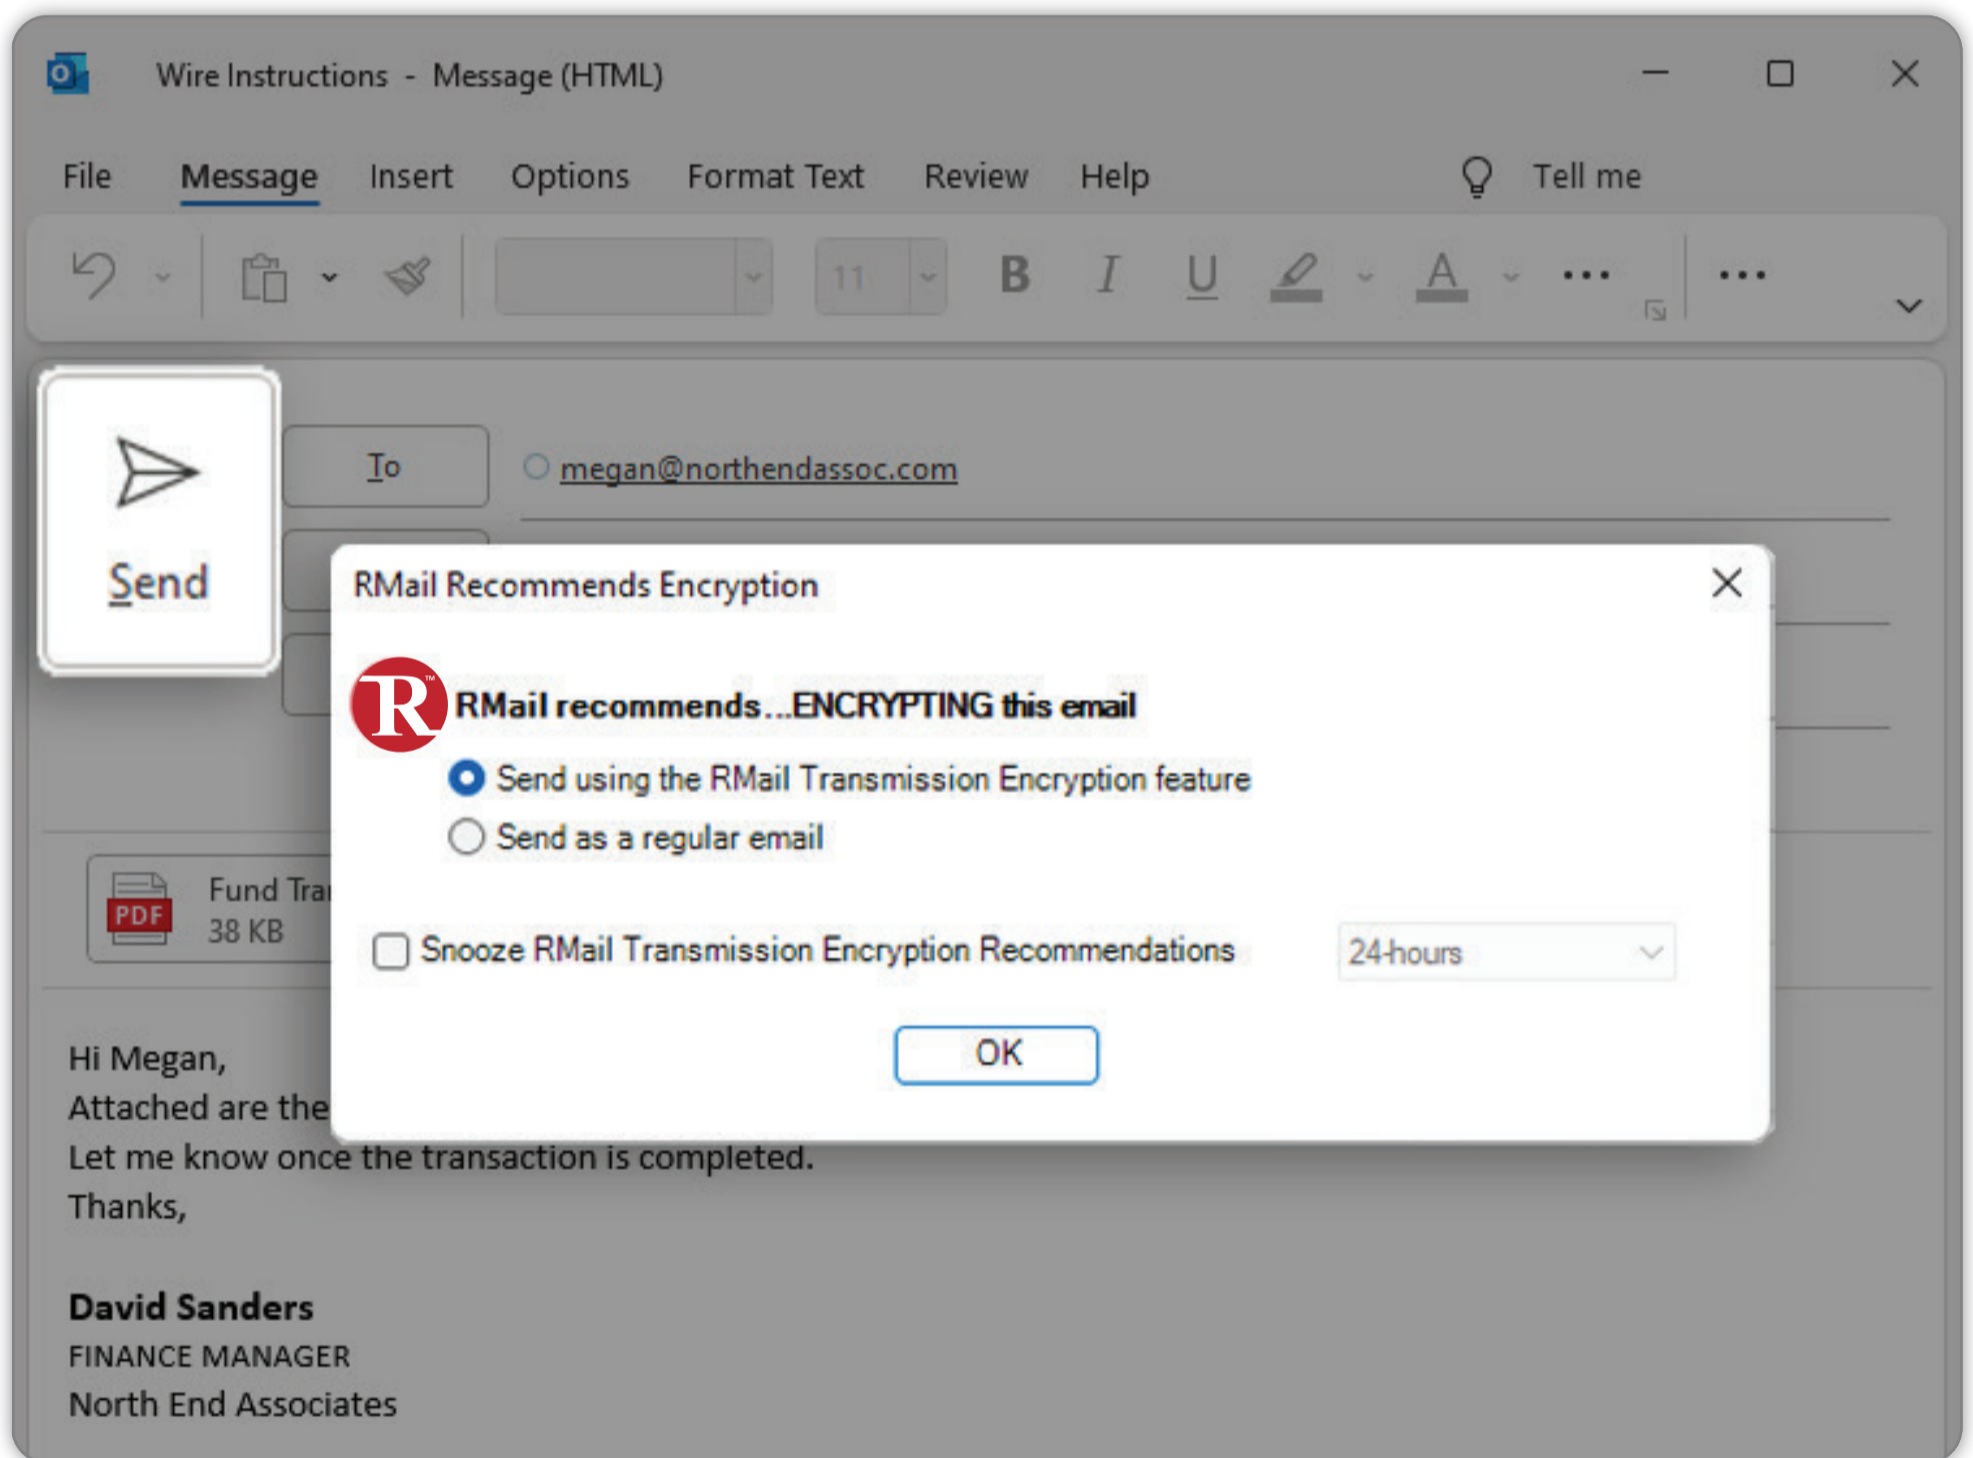 Wire Instructions - Message (HTML)
File Message Insert Options Format Text Review Help Tell me
11 B I U A
Send
To megan@northendassoc.com
RMail Recommends Encryption
R™ RMail recommends...ENCRYPTING this email
Send using the RMail Transmission Encryption feature
Send as a regular email
PDF Fund
38 KB
Snooze RMail Transmission Encryption Recommendations 24-hours
OK
Hi Megan,
Attached are the
Let me know once the transaction is completed.
Thanks,
David Sanders
FINANCE MANAGER
North End Associates